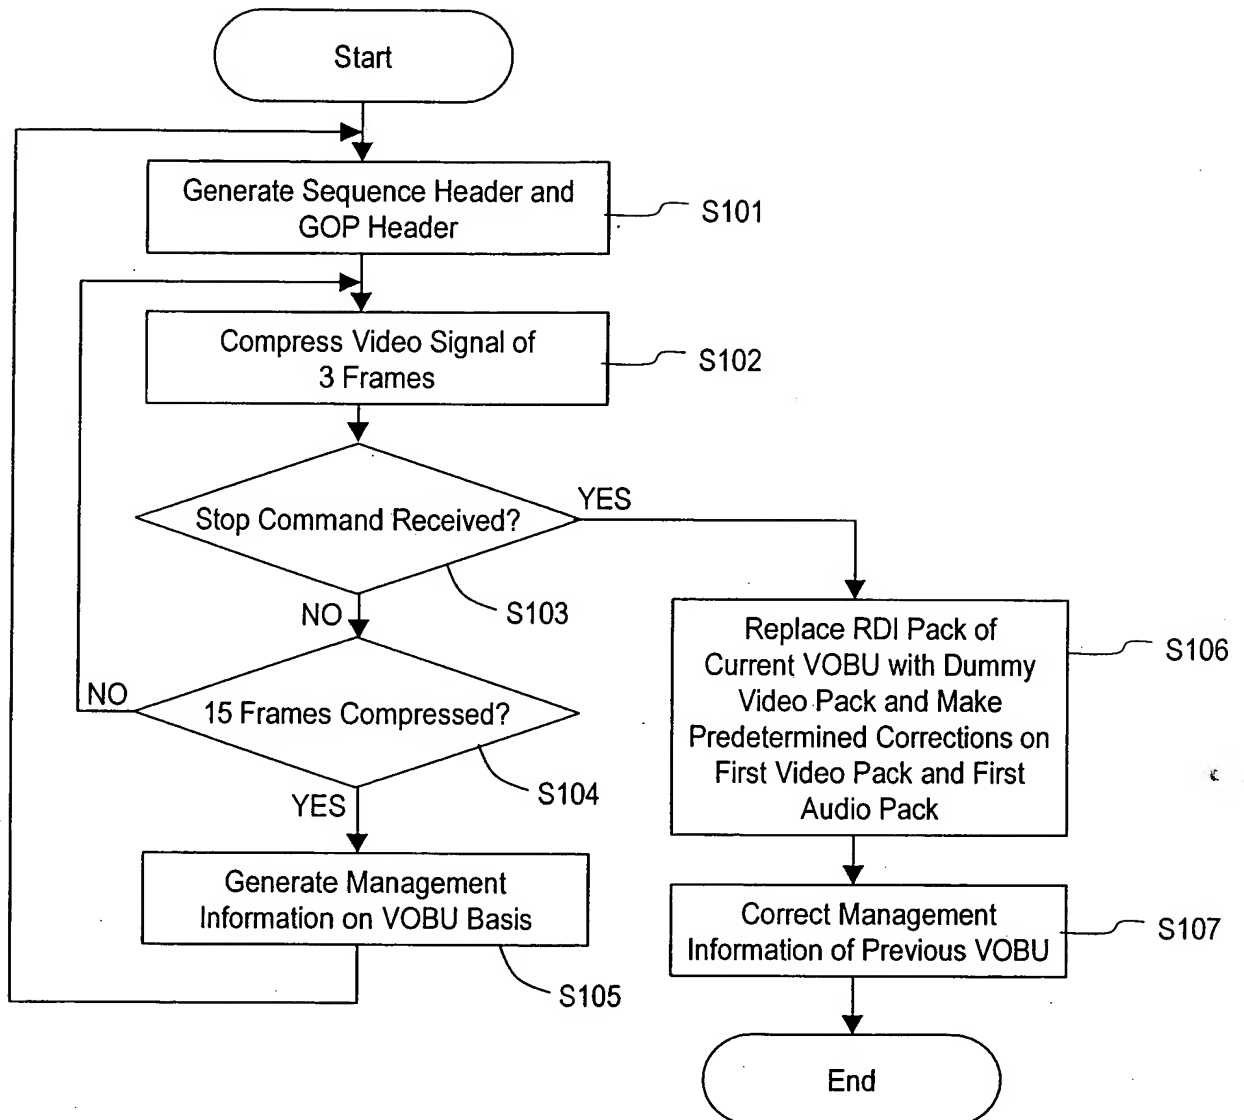 Start
Generate Sequence Header and
GOP Header
S101
Compress Video Signal of
3 Frames
S102
Stop Command Received?
YES
S103
NO
15 Frames Compressed?
NO
S104
YES
Generate Management
Information on VOBU Basis
S105
Replace RDI Pack of
Current VOBU with Dummy
Video Pack and Make
Predetermined Corrections on
First Video Pack and First
Audio Pack
S106
Correct Management
Information of Previous VOBU
S107
End